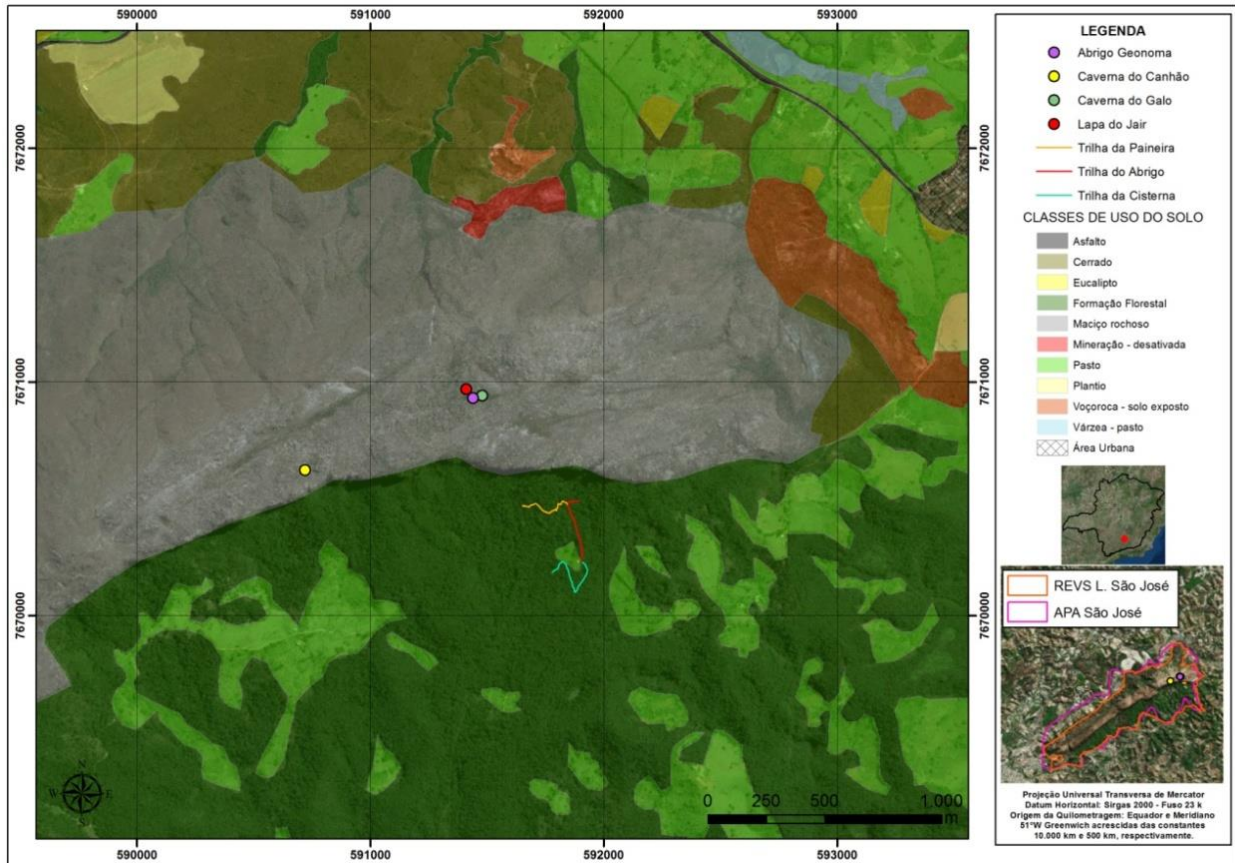 590000 591000 592000 593000
7672000
7671000
7670000
7672000
7671000
7670000
N
W E
S
0 250 500 1.000
m
590000 591000 592000 593000
LEGENDA
Abrigo Geonoma
Caverna do Canhão
Caverna do Galo
Lapa do Jair
Trilha da Paineira
Trilha do Abrigo
Trilha da Cisterna
CLASSES DE USO DO SOLO
Asfalto
Cerrado
Eucalipto
Formação Florestal
Maciço rochoso
Mineração - desativada
Pasto
Plantio
Voçoroca - solo exposto
Várzea - pasto
Área Urbana
REVS L. São José
APA São José
Projeção Universal Transversa de Mercator
Datum Horizontal: Sirgas 2000 - Fuso 23 k
Origem da Quilometragem: Equador e Meridiano
51°W Greenwich acrescidas das constantes
10.000 km e 500 km, respectivamente.